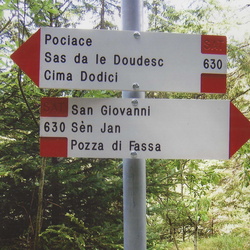 Pociace
Sas da le Doudesc
630
Cima Dodici
San Giovanni
630 Sèn Jan
Pozza di Fassa